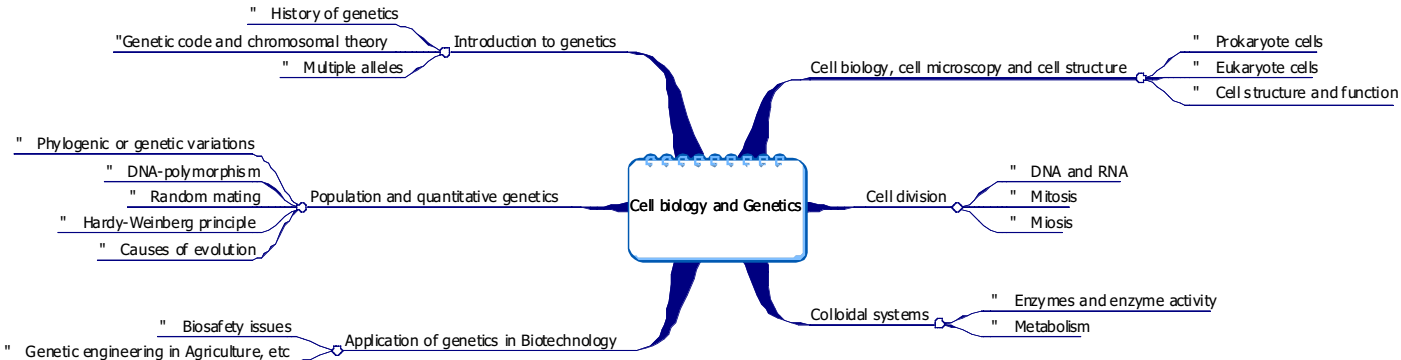 " History of genetics
"Genetic code and chromosomal theory
" Multiple alleles
Introduction to genetics
" Phylogenic or genetic variations
" DNA-polymorphism
" Random mating
" Hardy-Weinberg principle
" Causes of evolution
Population and quantitative genetics
" Biosafety issues
" Genetic engineering in Agriculture, etc
Application of genetics in Biotechnology
Cell biology and Genetics
Cell biology, cell microscopy and cell structure
" Prokaryote cells
" Eukaryote cells
" Cell structure and function
Cell division
" DNA and RNA
" Mitosis
" Miosis
Colloidal systems
" Enzymes and enzyme activity
" Metabolism